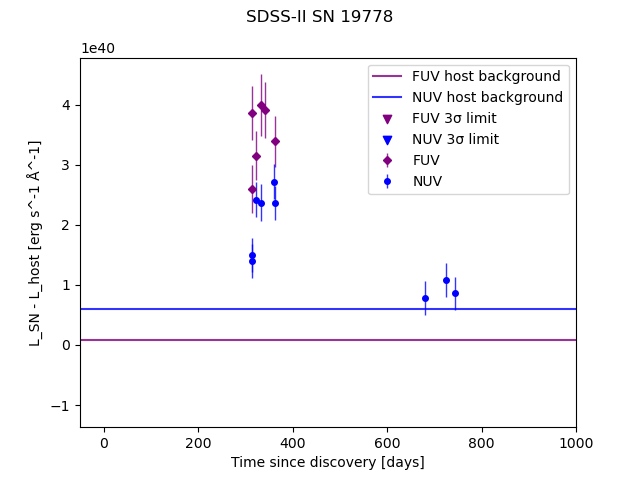 SDSS-II SN 19778
1e40
FUV host background
NUV host background
FUV 3σ limit
NUV 3σ limit
FUV
NUV
4
3
2
1
0
−1
L_SN - L_host [erg s^-1 Å^-1]
0 200 400 600 800 1000
Time since discovery [days]